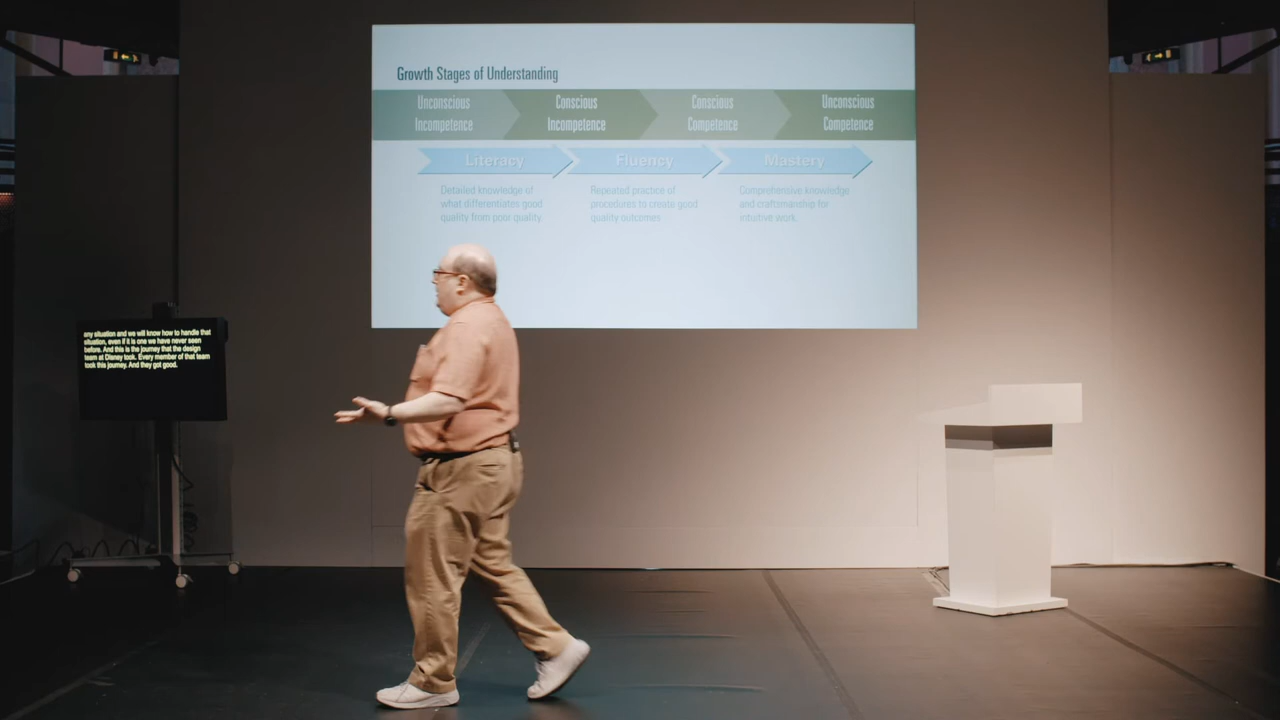 Growth Stages of Understanding
Unconscious
Incompetence
Conscious
Incompetence
Conscious
Competence
Unconscious
Competence
Literacy
Fluency
Mastery
Detailed knowledge of
what differentiates good
quality from poor quality.
Repeated practice of
procedures to create good
quality outcomes.
Comprehensive knowledge
and craftsmanship for
intuitive work.
any situation and we will know how to handle that
situation, even if it is one we have never seen
before. And this is the journey that the design
team at Disney took. Every member of that team
took this journey. And they got good.